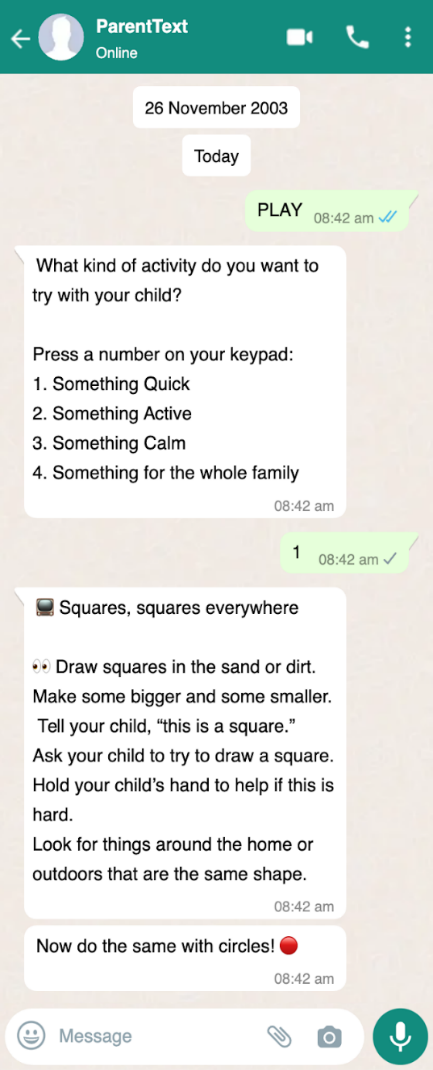 ParentText
Online
26 November 2003
Today
PLAY 08:42 am
What kind of activity do you want to
try with your child?
Press a number on your keypad:
1. Something Quick
2. Something Active
3. Something Calm
4. Something for the whole family
08:42 am
1 08:42 am
📺 Squares, squares everywhere
👀 Draw squares in the sand or dirt.
Make some bigger and some smaller.
Tell your child, “this is a square.”
Ask your child to try to draw a square.
Hold your child’s hand to help if this is
hard.
Look for things around the home or
outdoors that are the same shape.
08:42 am
Now do the same with circles! 🔴
08:42 am
Message